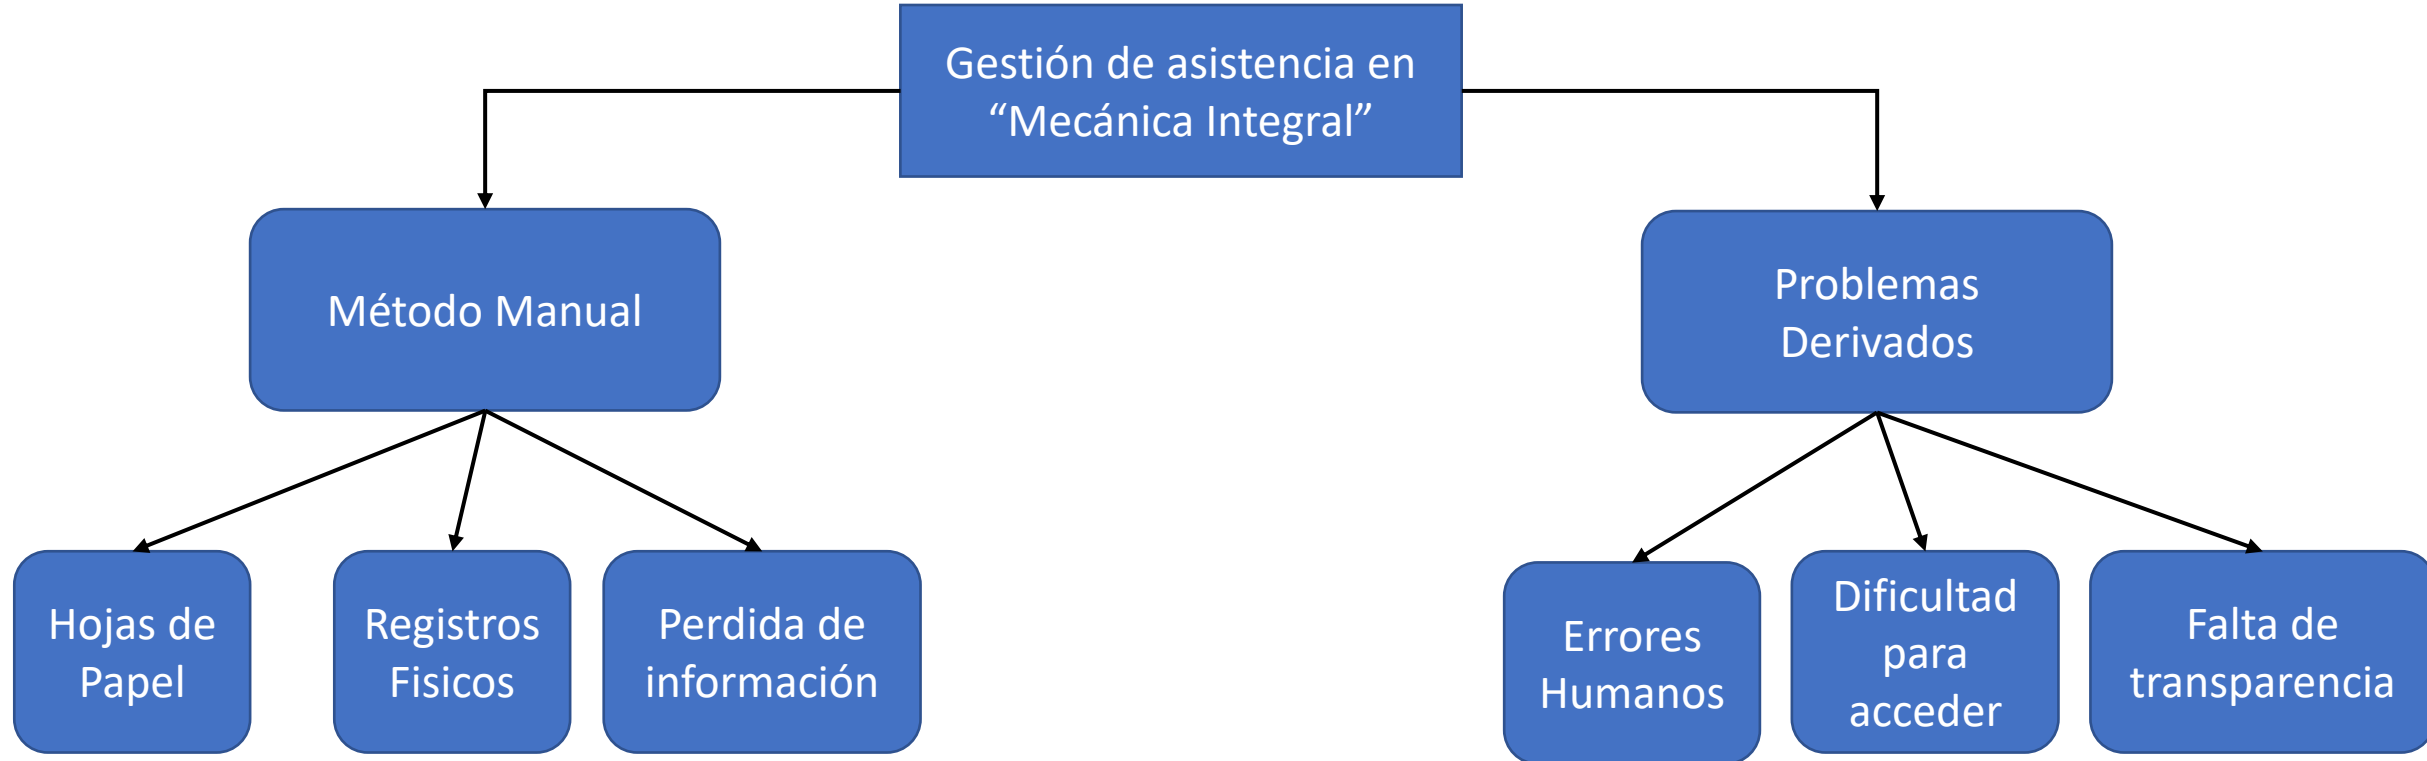 Gestión de asistencia en
“Mecánica Integral”
Método Manual
Problemas
Derivados
Hojas de
Papel
Registros
Fisicos
Perdida de
información
Errores
Humanos
Dificultad
para
acceder
Falta de
transparencia